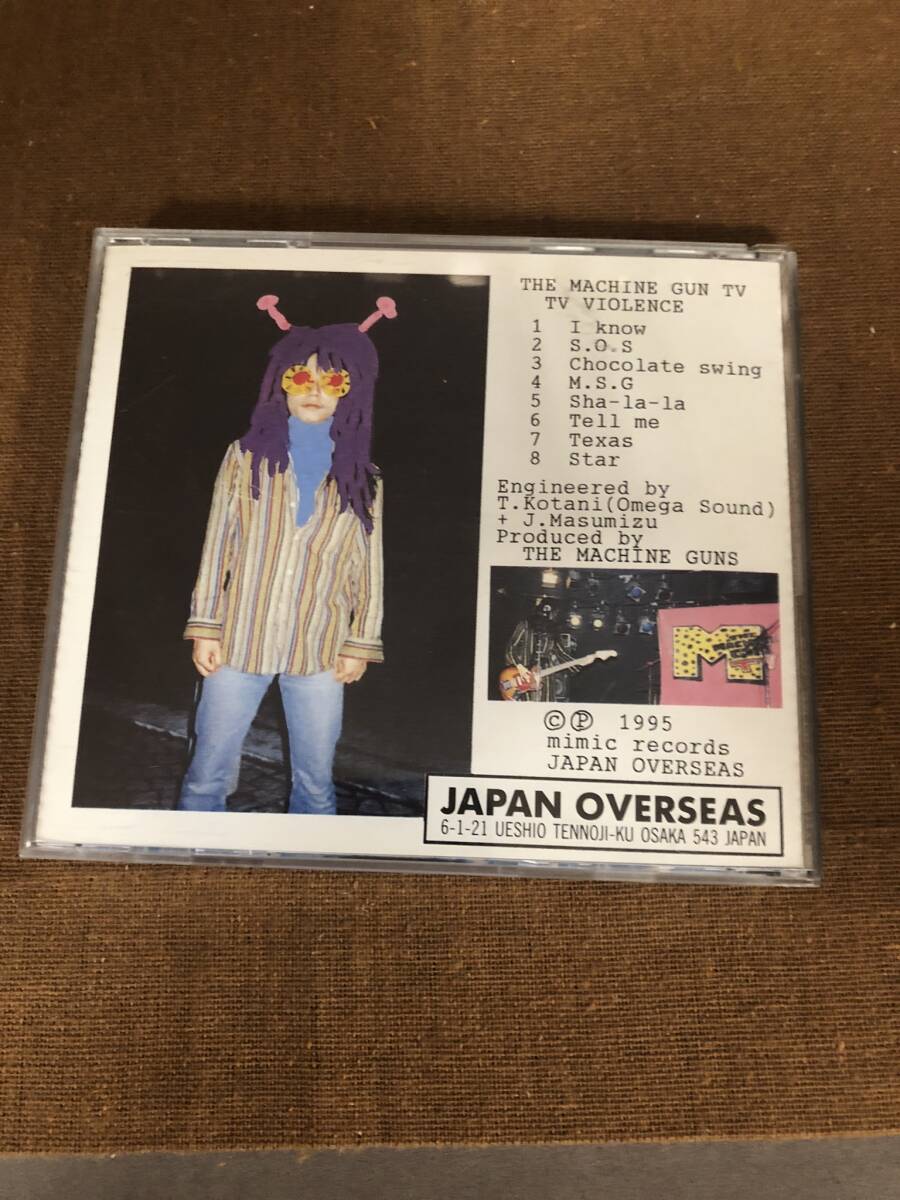 THE MACHINE GUN TV
TV VIOLENCE
1 I know
2 S.O.S
3 Chocolate swing
4 M.S.G
5 Sha-la-la
6 Tell me
7 Texas
8 Star
Engineered by
T.Kotani(Omega Sound)
+ J.Masumizu
Produced by
THE MACHINE GUNS
M
©℗ 1995
mimic records
JAPAN OVERSEAS
JAPAN OVERSEAS
6-1-21 UESHIO TENNOJI-KU OSAKA 543 JAPAN